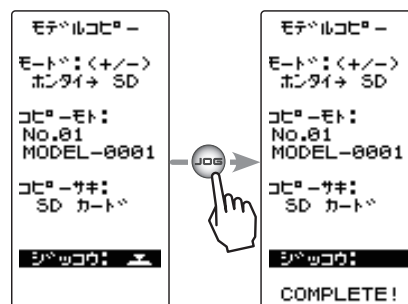 モデルコピー
モード:(+/-)
ホンタイ→ SD
コピーモト:
No.01
MODEL-0001
コピーサキ:
SD カード
ジッコウ:
JOG
モデルコピー
モード:(+/-)
ホンタイ→ SD
コピーモト:
No.01
MODEL-0001
コピーサキ:
SD カード
ジッコウ:
COMPLETE!